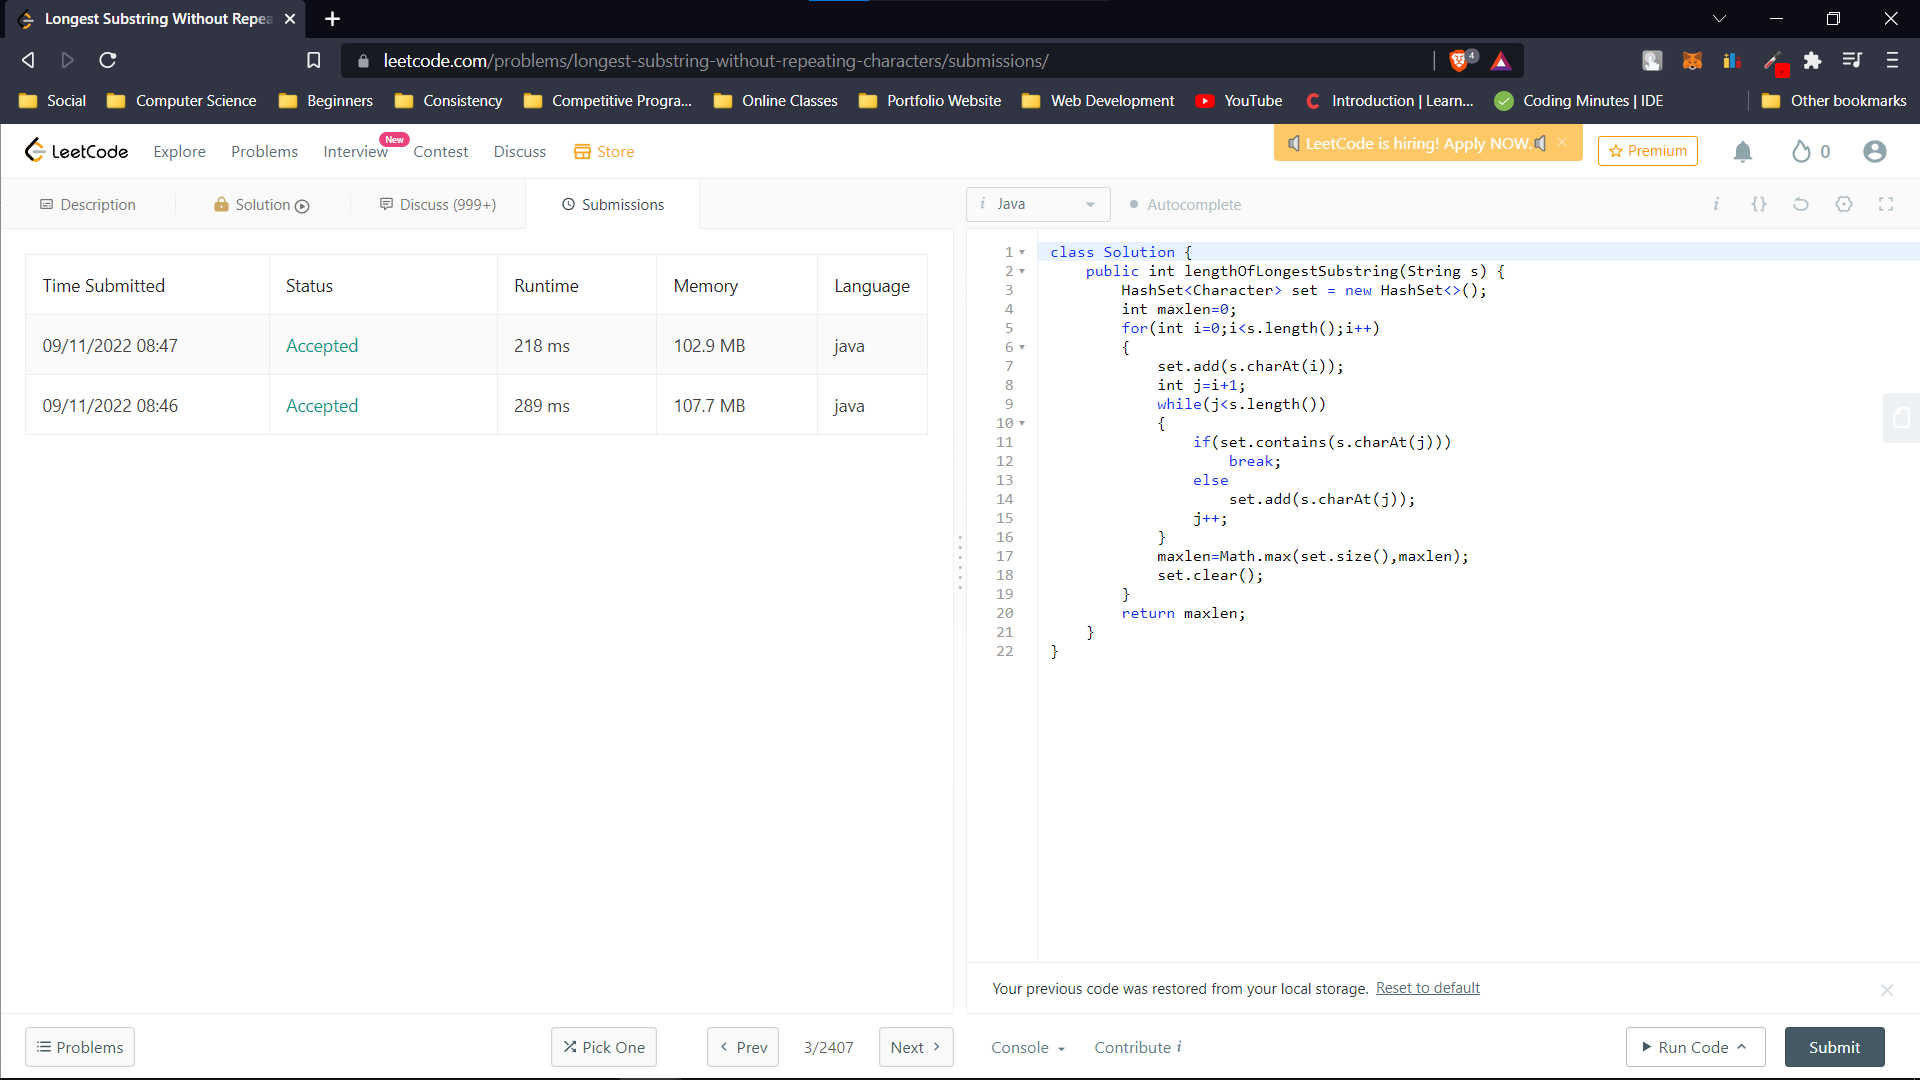 Longest Substring Without Repea
leetcode.com/problems/longest-substring-without-repeating-characters/submissions/
4
Social Computer Science Beginners Consistency Competitive Progra... Online Classes Portfolio Website Web Development YouTube Introduction | Learn... Coding Minutes | IDE Other bookmarks
LeetCode Explore Problems Interview New Contest Discuss Store LeetCode is hiring! Apply NOW. Premium 0
Description Solution Discuss (999+) Submissions
Time Submitted Status Runtime Memory Language
09/11/2022 08:47 Accepted 218 ms 102.9 MB java
09/11/2022 08:46 Accepted 289 ms 107.7 MB java
i Java Autocomplete i {}
1 class Solution {
2 public int lengthOfLongestSubstring(String s) {
3 HashSet<Character> set = new HashSet<>();
4 int maxlen=0;
5 for(int i=0;i<s.length();i++)
6 {
7 set.add(s.charAt(i));
8 int j=i+1;
9 while(j<s.length())
10 {
11 if(set.contains(s.charAt(j)))
12 break;
13 else
14 set.add(s.charAt(j));
15 j++;
16 }
17 maxlen=Math.max(set.size(),maxlen);
18 set.clear();
19 }
20 return maxlen;
21 }
22 }
Your previous code was restored from your local storage. Reset to default
Problems Pick One Prev 3/2407 Next Console Contribute i Run Code Submit